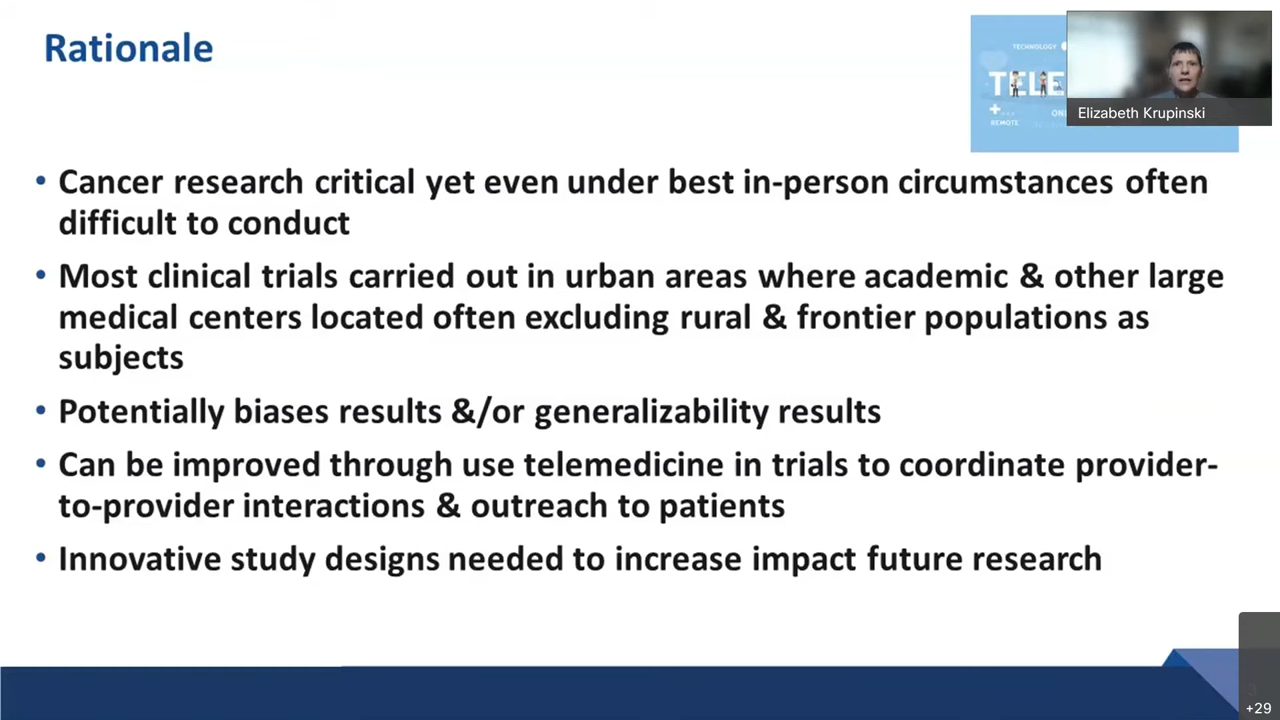 Rationale
TECHNOLOGY
TELE
REMOTE
Elizabeth Krupinski
• Cancer research critical yet even under best in-person circumstances often
difficult to conduct
• Most clinical trials carried out in urban areas where academic & other large
medical centers located often excluding rural & frontier populations as
subjects
• Potentially biases results &/or generalizability results
• Can be improved through use telemedicine in trials to coordinate provider-
to-provider interactions & outreach to patients
• Innovative study designs needed to increase impact future research
3
+29